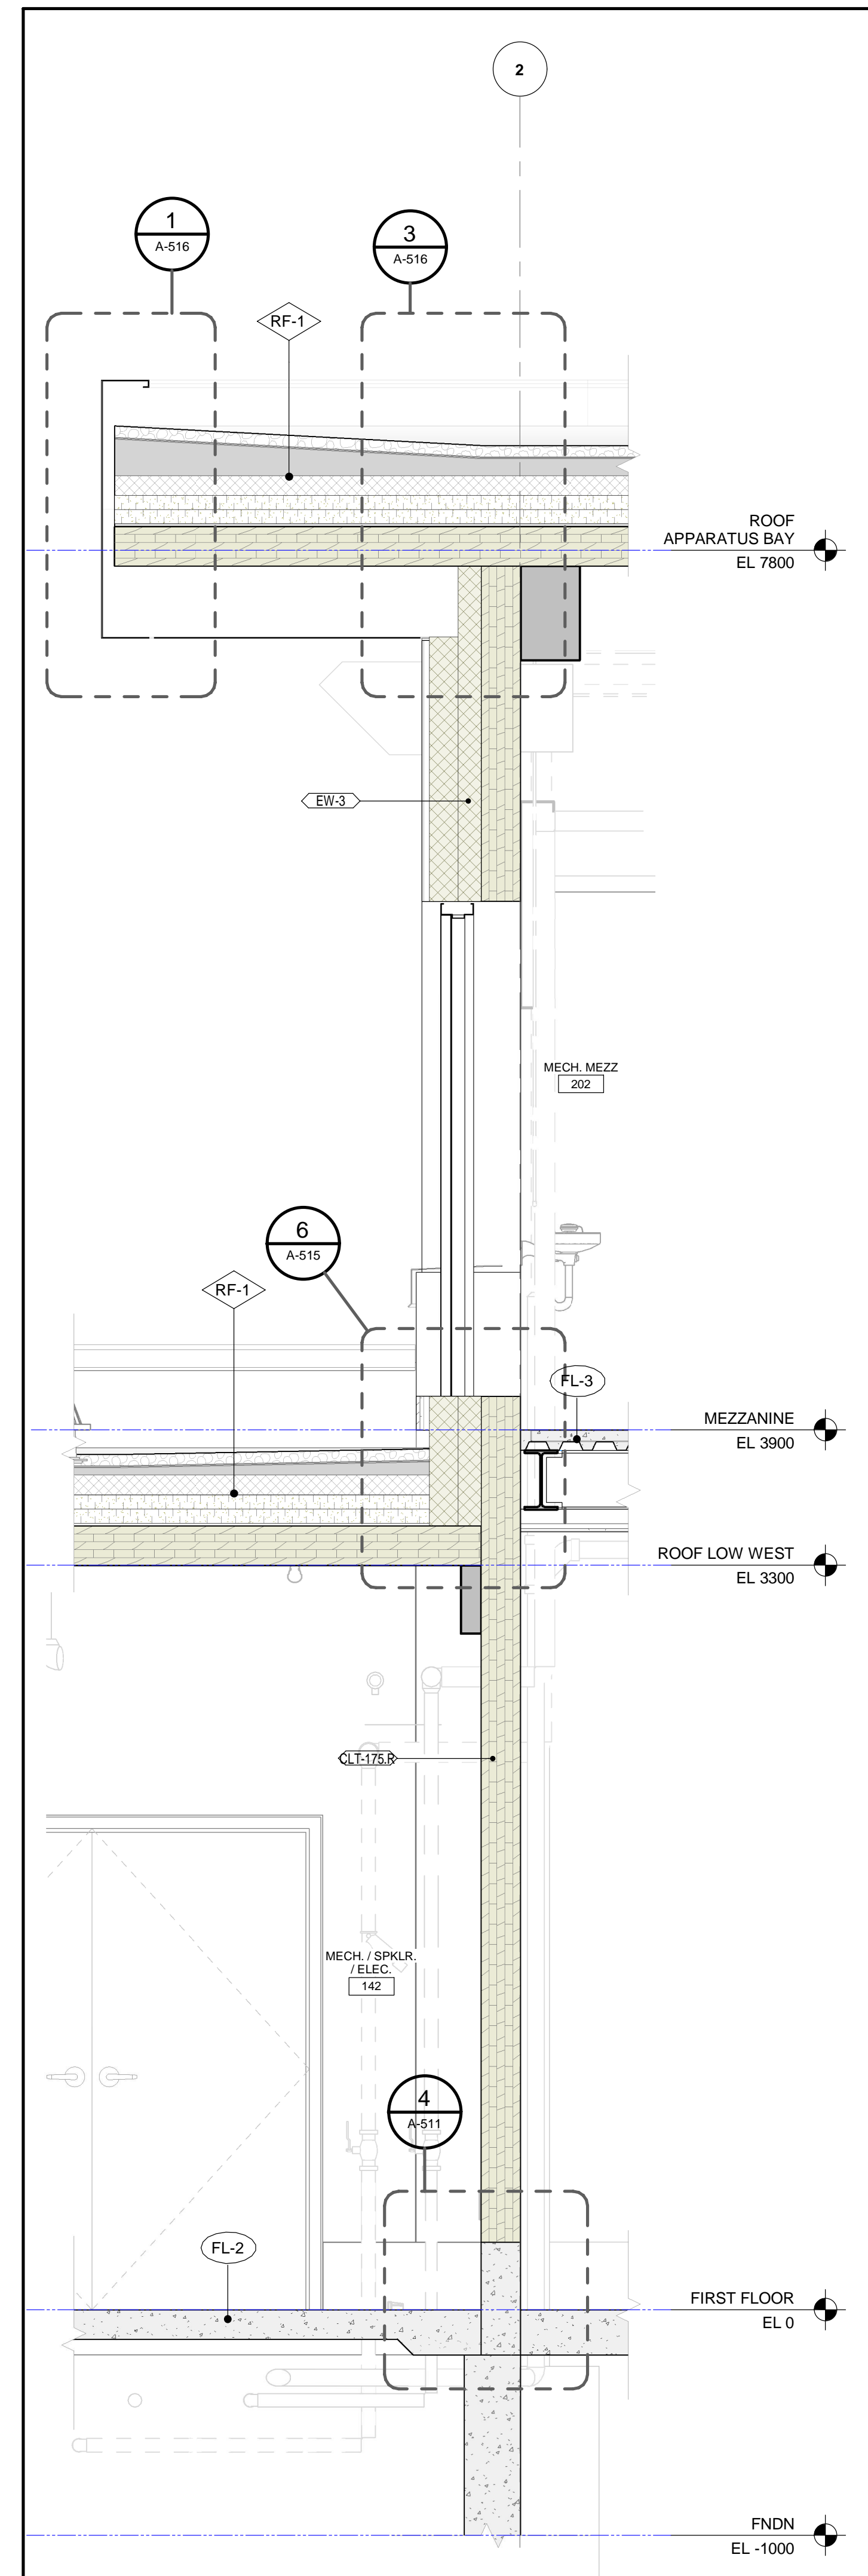 2
1
A-516
3
A-516
RF-1
ROOF
APPARATUS BAY
EL 7800
EW-3
MECH. MEZZ
202
6
A-515
RF-1
FL-3
MEZZANINE
EL 3900
ROOF LOW WEST
EL 3300
CLT-175.R
MECH. / SPKLR.
/ ELEC.
142
4
A-511
FL-2
FIRST FLOOR
EL 0
FNDN
EL -1000